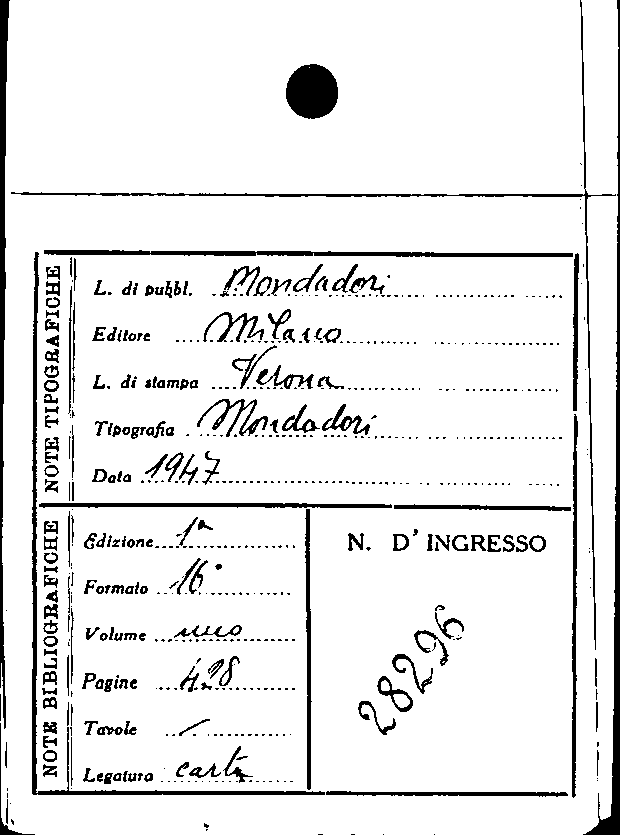 NOTE TIPOGRAFICHE
L. di pubbl. Mondadori
Editore Milano
L. di stampa Verona
Tipografia Mondadori
Data 1947
NOTE BIBLIOGRAFICHE
Edizione 1ª
Formato 16°
Volume uno
Pagine 428
Tavole /
Legatura carta
N. D'INGRESSO
28296